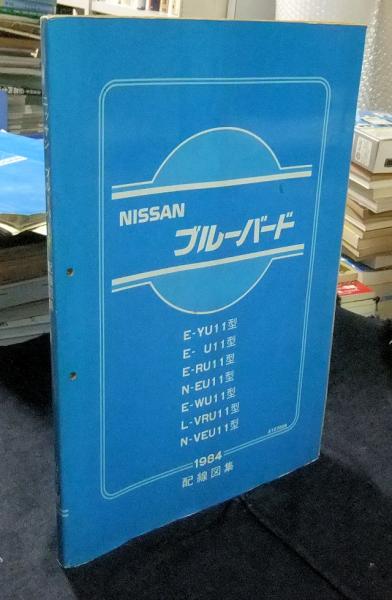 NISSAN
ブルーバード
E-YU11型
E- U11型
E-RU11型
N-EU11型
E-WU11型
L-VRU11型
N-VEU11型
1984
配線図集